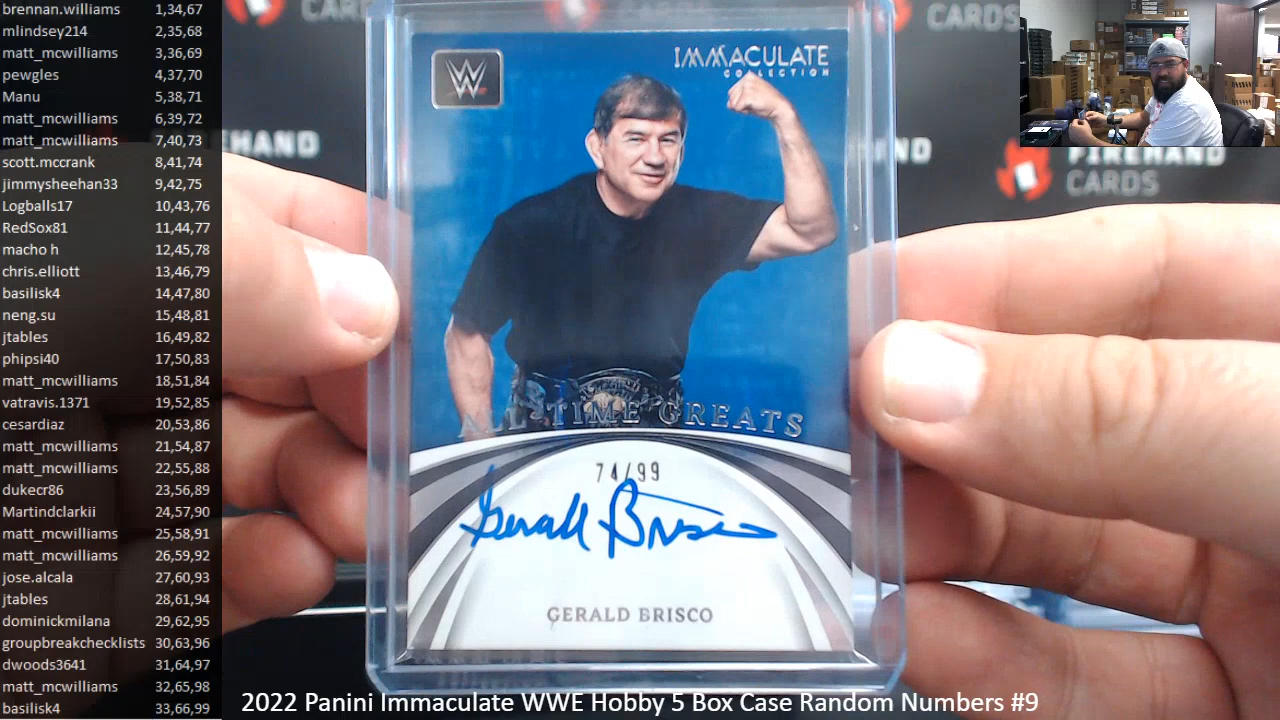 brennan.williams 1,34,67
mlindsey214 2,35,68
matt_mcwilliams 3,36,69
pewgles 4,37,70
Manu 5,38,71
matt_mcwilliams 6,39,72
matt_mcwilliams 7,40,73
scott.mccrank 8,41,74
jimmysheehan33 9,42,75
Logballs17 10,43,76
RedSox81 11,44,77
macho h 12,45,78
chris.elliott 13,46,79
basilisk4 14,47,80
neng.su 15,48,81
jtables 16,49,82
phipsi40 17,50,83
matt_mcwilliams 18,51,84
vatravis.1371 19,52,85
cesardiaz 20,53,86
matt_mcwilliams 21,54,87
matt_mcwilliams 22,55,88
dukecr86 23,56,89
Martindclarkii 24,57,90
matt_mcwilliams 25,58,91
matt_mcwilliams 26,59,92
jose.alcala 27,60,93
jtables 28,61,94
dominickmilana 29,62,95
groupbreakchecklists 30,63,96
dwoods3641 31,64,97
matt_mcwilliams 32,65,98
basilisk4 33,66,99
CARDS
CARDS
FIREHAND
FIREHAND
CARDS
W
IMMACULATE
COLLECTION
ALL-TIME GREATS
74/99
Gerald Brisco
GERALD BRISCO
2022 Panini Immaculate WWE Hobby 5 Box Case Random Numbers #9